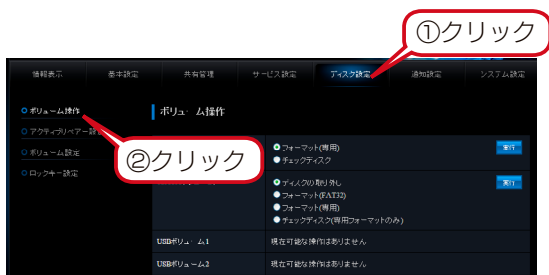 ①クリック
情報表示 基本設定 共有管理 サービス設定 ディスク設定 通知設定 システム設定
ボリューム操作
ボリューム操作
アクティブリペアー設
ボリューム設定
ロックキー設定
②クリック
フォーマット(専用)
実行
チェックディスク
ディスクの取り外し
実行
フォーマット(FAT32)
フォーマット(専用)
チェックディスク(専用フォーマットのみ)
USBボリューム1 現在可能な操作はありません
USBボリューム2 現在可能な操作はありません